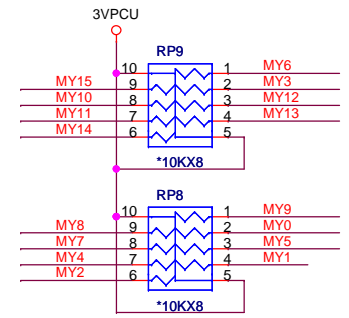 3VPCU
RP9
10 1 MY6
MY15 9 2 MY3
MY10 8 3 MY12
MY11 7 4 MY13
MY14 6 5
*10KX8
RP8
10 1 MY9
MY8 9 2 MY0
MY7 8 3 MY5
MY4 7 4 MY1
MY2 6 5
*10KX8